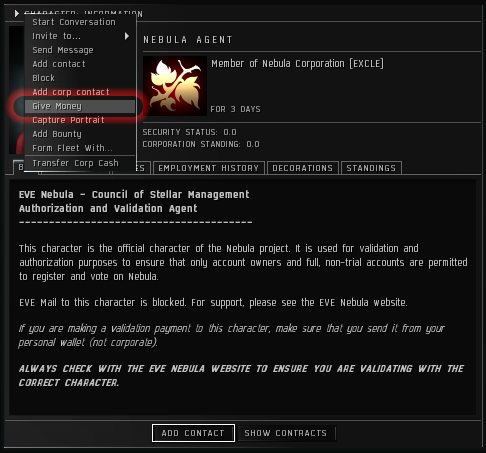 CHARACTER: INFORMATION
Start Conversation
Invite to...
Send Message
Add contact
Block
Add corp contact
Give Money
Capture Portrait
Add Bounty
Form Fleet With...
Transfer Corp Cash
NEBULA AGENT
Member of Nebula Corporation [EXCLE]
FOR 3 DAYS
SECURITY STATUS: 0.0
CORPORATION STANDING: 0.0
EMPLOYMENT HISTORY
DECORATIONS
STANDINGS
EVE Nebula - Council of Stellar Management
Authorization and Validation Agent
---------------------------------------
This character is the official character of the Nebula project. It is used for validation and
authorization purposes to ensure that only account owners and full, non-trial accounts are permitted
to register and vote on Nebula.
EVE Mail to this character is blocked. For support, please see the EVE Nebula website.
If you are making a validation payment to this character, make sure that you send it from your
personal wallet (not corporate).
ALWAYS CHECK WITH THE EVE NEBULA WEBSITE TO ENSURE YOU ARE VALIDATING WITH THE
CORRECT CHARACTER.
ADD CONTACT
SHOW CONTRACTS